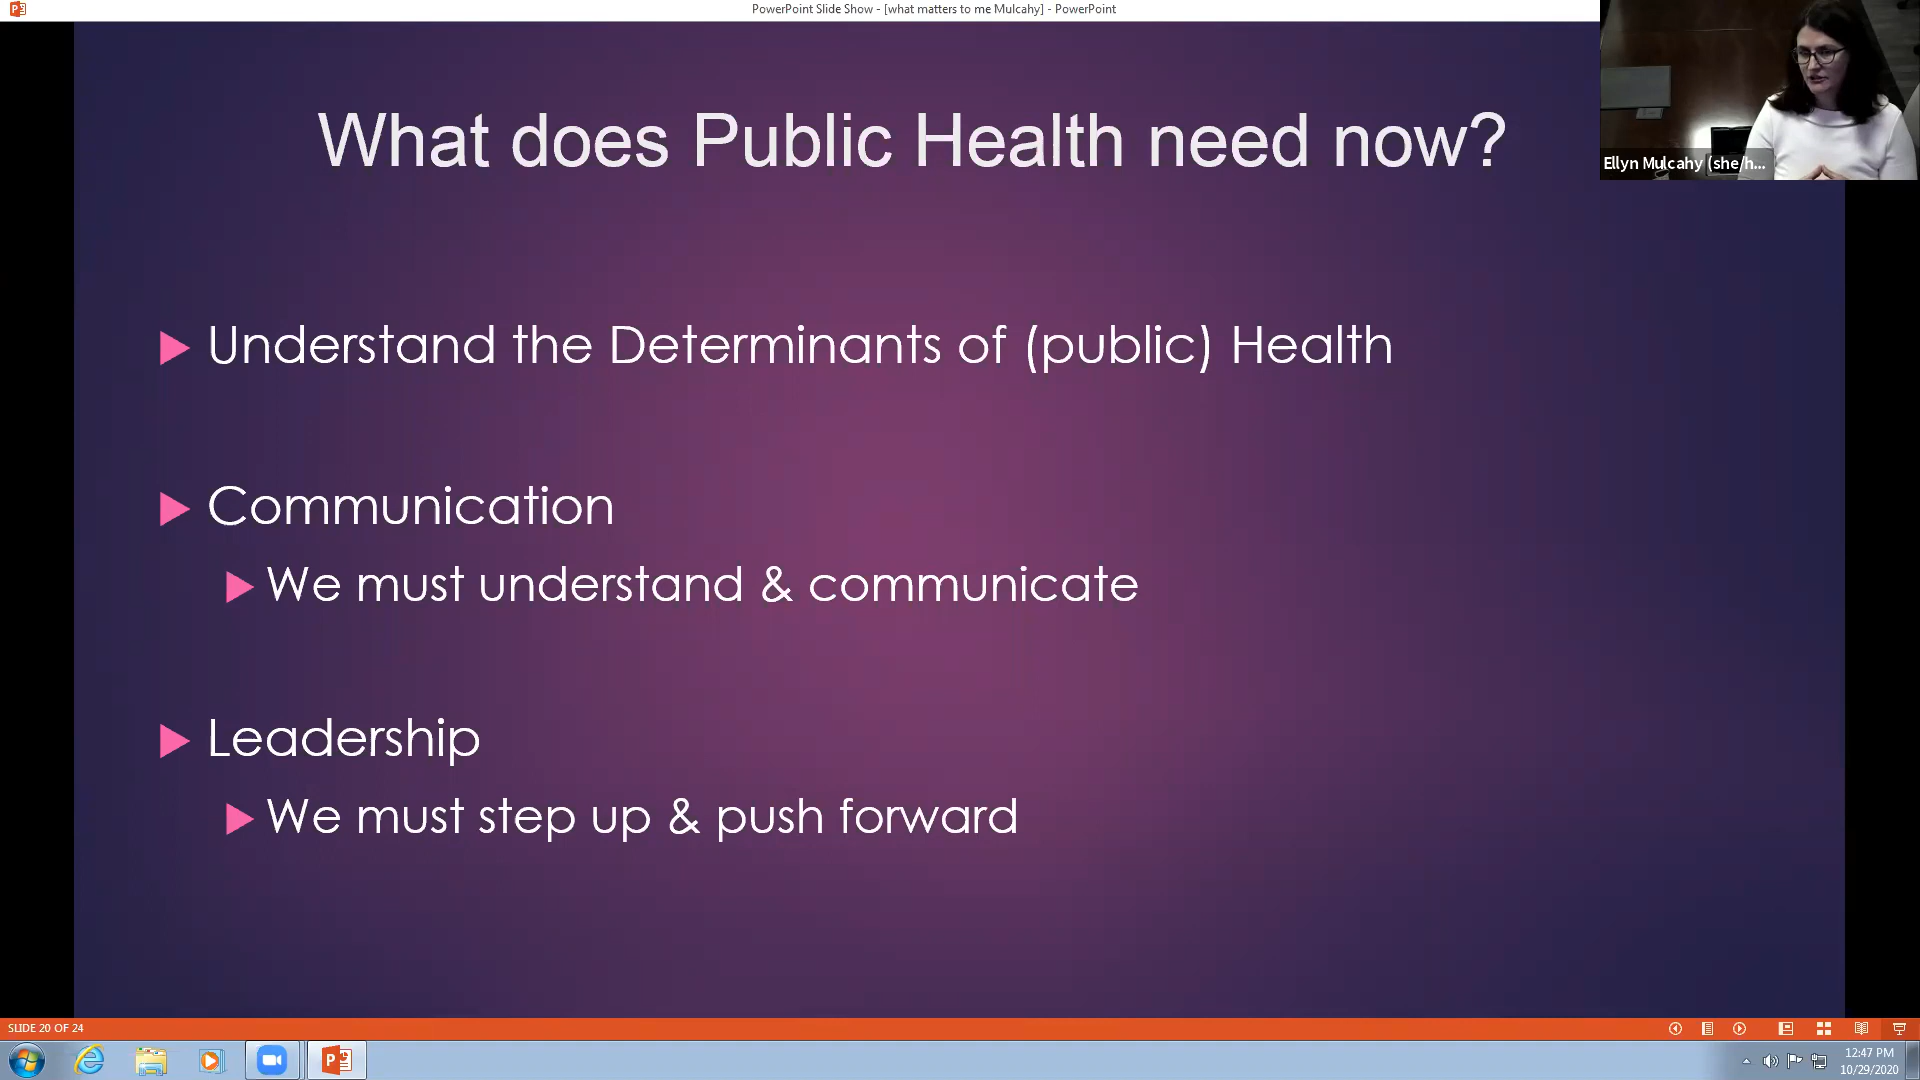 PowerPoint Slide Show - [what matters to me Mulcahy] - PowerPoint
What does Public Health need now?
Ellyn Mulcahy (she/h...
Understand the Determinants of (public) Health
Communication
We must understand & communicate
Leadership
We must step up & push forward
SLIDE 20 OF 24
12:47 PM
10/29/2020